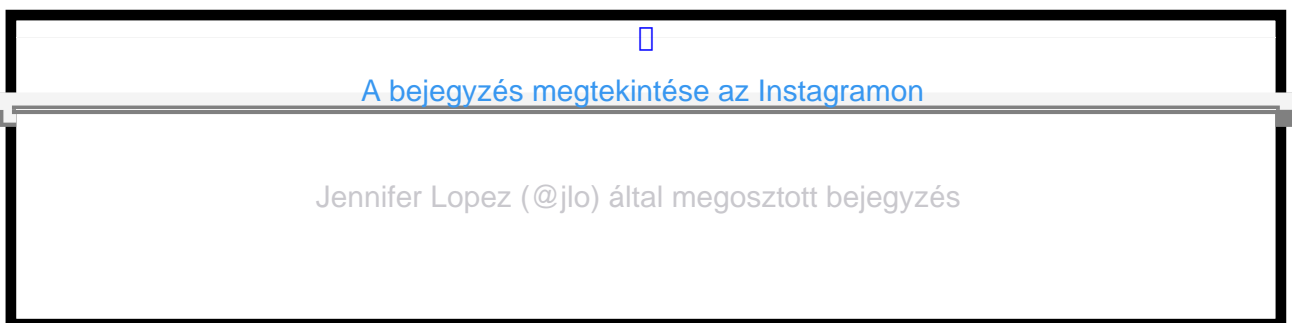 A bejegyzés megtekintése az Instagramon
Jennifer Lopez (@jlo) által megosztott bejegyzés